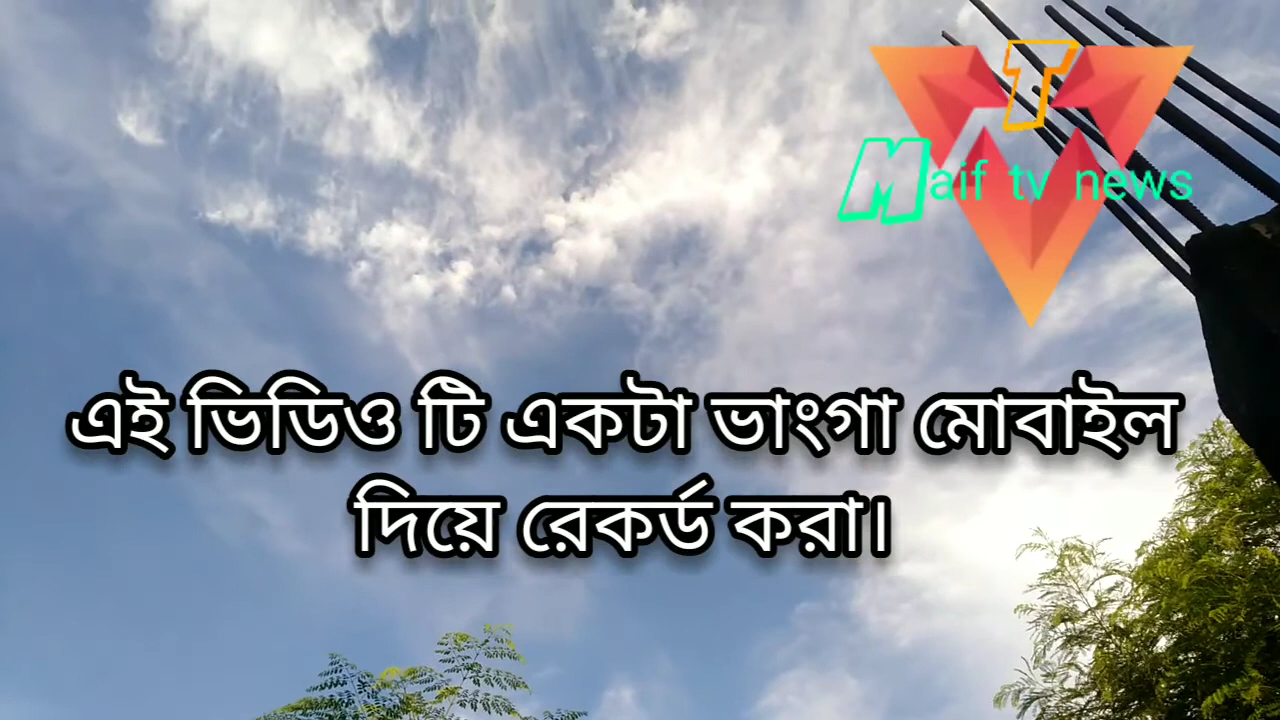 T
Maif tv news
এই ভিডিও টি একটা ভাংগা মোবাইল
দিয়ে রেকর্ড করা।